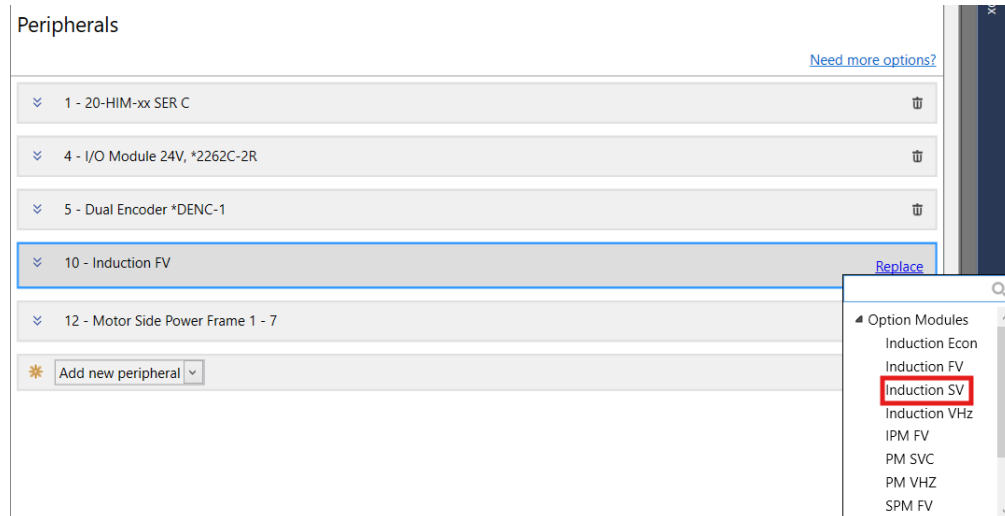 Peripherals
Need more options?
1 - 20-HIM-xx SER C
4 - I/O Module 24V, *2262C-2R
5 - Dual Encoder *DENC-1
10 - Induction FV
Replace
12 - Motor Side Power Frame 1 - 7
Add new peripheral
Option Modules
Induction Econ
Induction FV
Induction SV
Induction VHz
IPM FV
PM SVC
PM VHZ
SPM FV